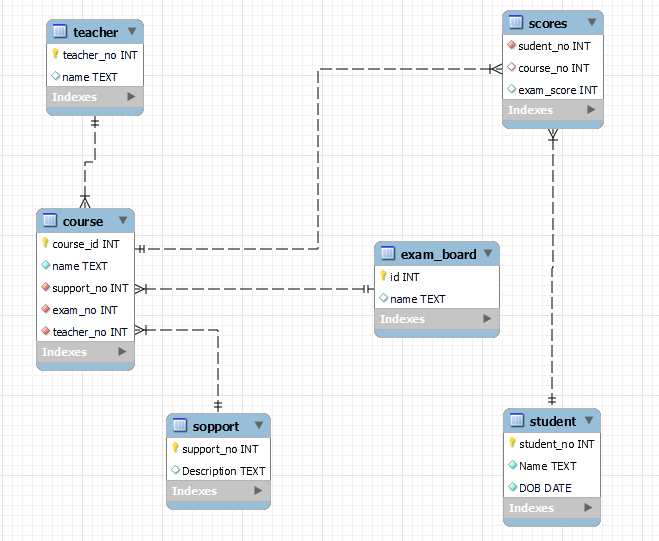 teacher
teacher_no INT
name TEXT
Indexes
scores
sudent_no INT
course_no INT
exam_score INT
Indexes
course
course_id INT
name TEXT
support_no INT
exam_no INT
teacher_no INT
Indexes
exam_board
id INT
name TEXT
Indexes
sopport
support_no INT
Description TEXT
Indexes
student
student_no INT
Name TEXT
DOB DATE
Indexes